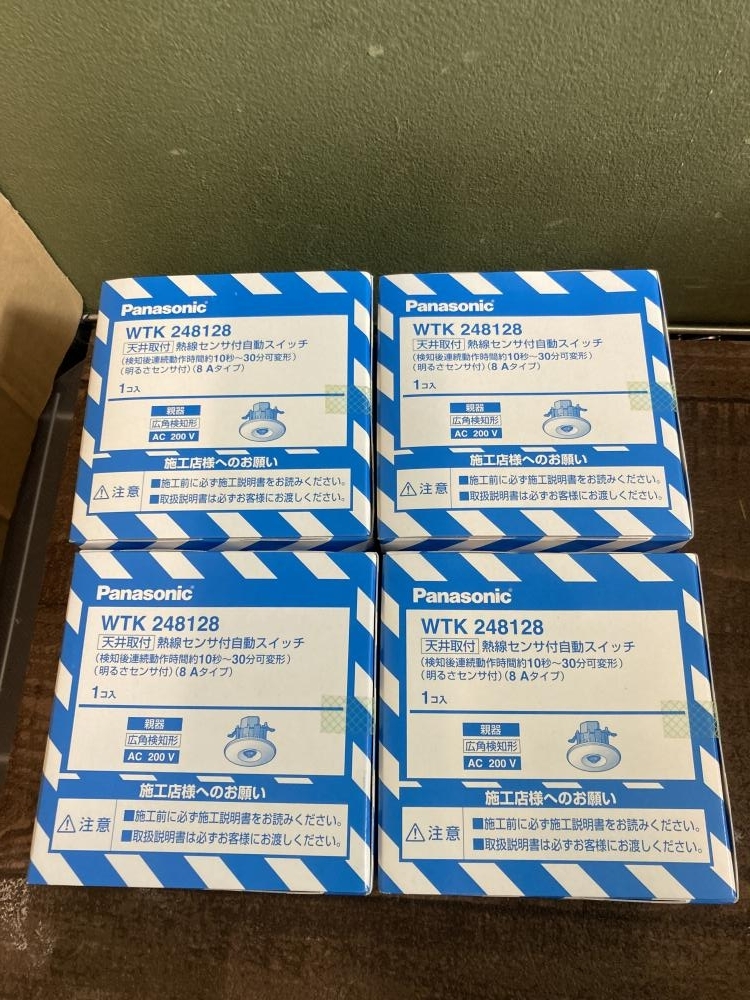 Panasonic
WTK 248128
天井取付 熱線センサ付自動スイッチ
(検知後連続動作時間約10秒～30分可変形)
(明るさセンサ付)(8 Aタイプ)
1コ入
親器
広角検知形
AC 200 V
施工店様へのお願い
注意
■施工前に必ず施工説明書をお読みください。
■取扱説明書は必ずお客様にお渡しください。
Panasonic
WTK 248128
天井取付 熱線センサ付自動スイッチ
(検知後連続動作時間約10秒～30分可変形)
(明るさセンサ付)(8 Aタイプ)
1コ入
親器
広角検知形
AC 200 V
施工店様へのお願い
注意
■施工前に必ず施工説明書をお読みください。
■取扱説明書は必ずお客様にお渡しください。
Panasonic
WTK 248128
天井取付 熱線センサ付自動スイッチ
(検知後連続動作時間約10秒～30分可変形)
(明るさセンサ付)(8 Aタイプ)
1コ入
親器
広角検知形
AC 200 V
施工店様へのお願い
注意
■施工前に必ず施工説明書をお読みください。
■取扱説明書は必ずお客様にお渡しください。
Panasonic
WTK 248128
天井取付 熱線センサ付自動スイッチ
(検知後連続動作時間約10秒～30分可変形)
(明るさセンサ付)(8 Aタイプ)
1コ入
親器
広角検知形
AC 200 V
施工店様へのお願い
注意
■施工前に必ず施工説明書をお読みください。
■取扱説明書は必ずお客様にお渡しください。